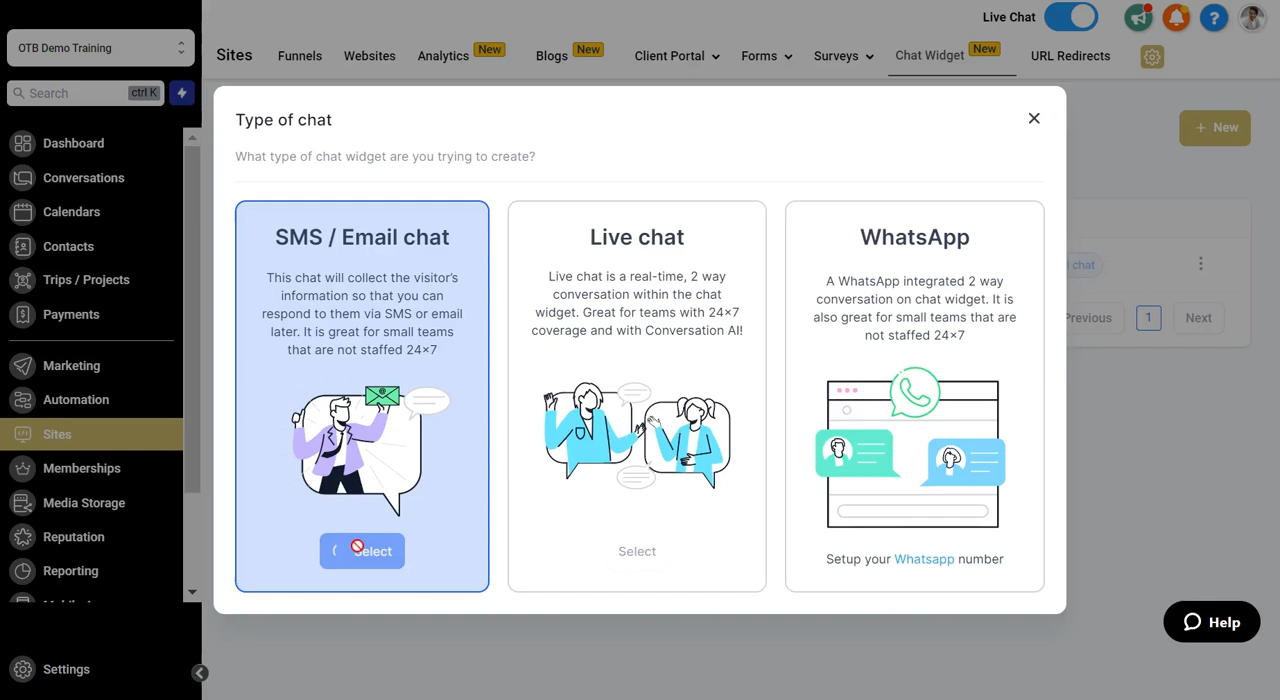 Live Chat
OTB Demo Training
Search
ctrl K
Dashboard
Conversations
Calendars
Contacts
Trips / Projects
Payments
Marketing
Automation
Sites
Memberships
Media Storage
Reputation
Reporting
Settings
Sites
Funnels
Websites
Analytics
New
Blogs
New
Client Portal
Forms
Surveys
Chat Widget
New
URL Redirects
+ New
Type of chat
What type of chat widget are you trying to create?
SMS / Email chat
This chat will collect the visitor's
information so that you can
respond to them via SMS or email
later. It is great for small teams
that are not staffed 24×7
Select
Live chat
Live chat is a real-time, 2 way
conversation within the chat
widget. Great for teams with 24×7
coverage and with Conversation AI!
Select
WhatsApp
A WhatsApp integrated 2 way
conversation on chat widget. It is
also great for small teams that are
not staffed 24×7
Setup your Whatsapp number
chat
Previous
1
Next
Help